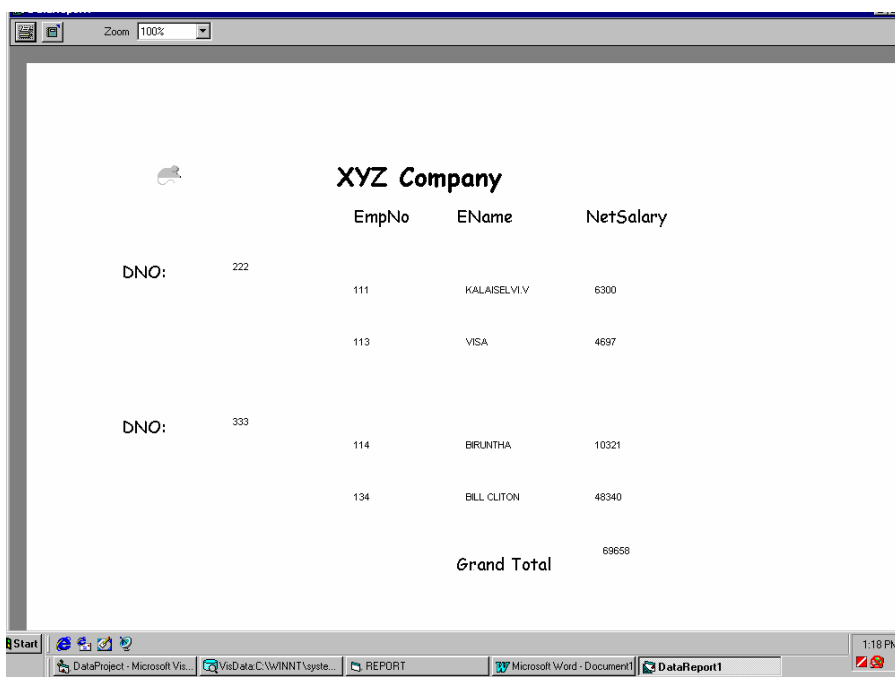 Zoom 100%
XYZ Company
EmpNo EName NetSalary
DNO: 222
111 KALAISELVI.V 6300
113 VISA 4697
DNO: 333
114 BIRUNTHA 10321
134 BILL CLITON 48340
Grand Total 69658
Start 1:18 PM
DataProject - Microsoft Vis... VisData:C:\WINNT\syste... REPORT Microsoft Word - Document1 DataReport1